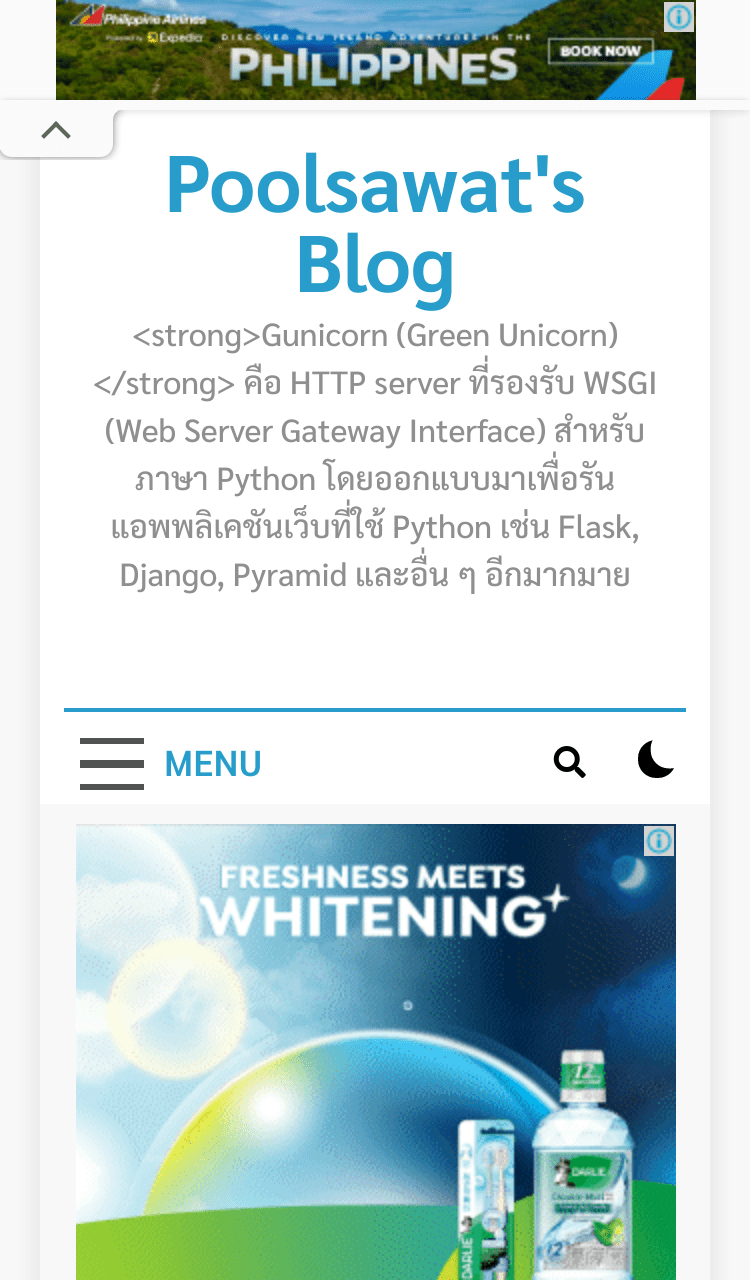 Philippine Airlines
Powered by Expedia
DISCOVER NEW ISLAND ADVENTURES IN THE
PHILIPPINES
BOOK NOW
Poolsawat's
Blog
<strong>Gunicorn (Green Unicorn)
</strong> คือ HTTP server ที่รองรับ WSGI
(Web Server Gateway Interface) สำหรับ
ภาษา Python โดยออกแบบมาเพื่อรัน
แอพพลิเคชันเว็บที่ใช้ Python เช่น Flask,
Django, Pyramid และอื่น ๆ อีกมากมาย
MENU
FRESHNESS MEETS
WHITENING
12
DARLIE
DARLIE
12